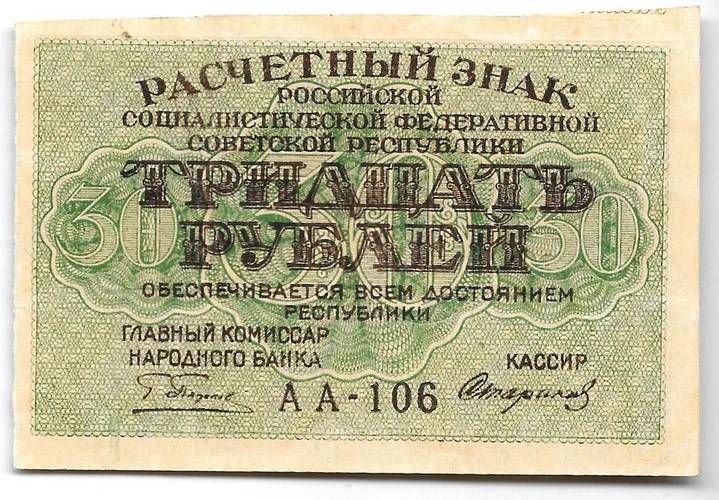 РАСЧЕТНЫЙ ЗНАК
РОССИЙСКОЙ
СОЦИАЛИСТИЧЕСКОЙ ФЕДЕРАТИВНОЙ
СОВЕТСКОЙ РЕСПУБЛИКИ
30 ТРИДЦАТЬ 30 РУБЛЕЙ 30
ОБЕСПЕЧИВАЕТСЯ ВСЕМ ДОСТОЯНИЕМ
РЕСПУБЛИКИ
ГЛАВНЫЙ КОМИССАР
НАРОДНОГО БАНКА
КАССИР
АА-106